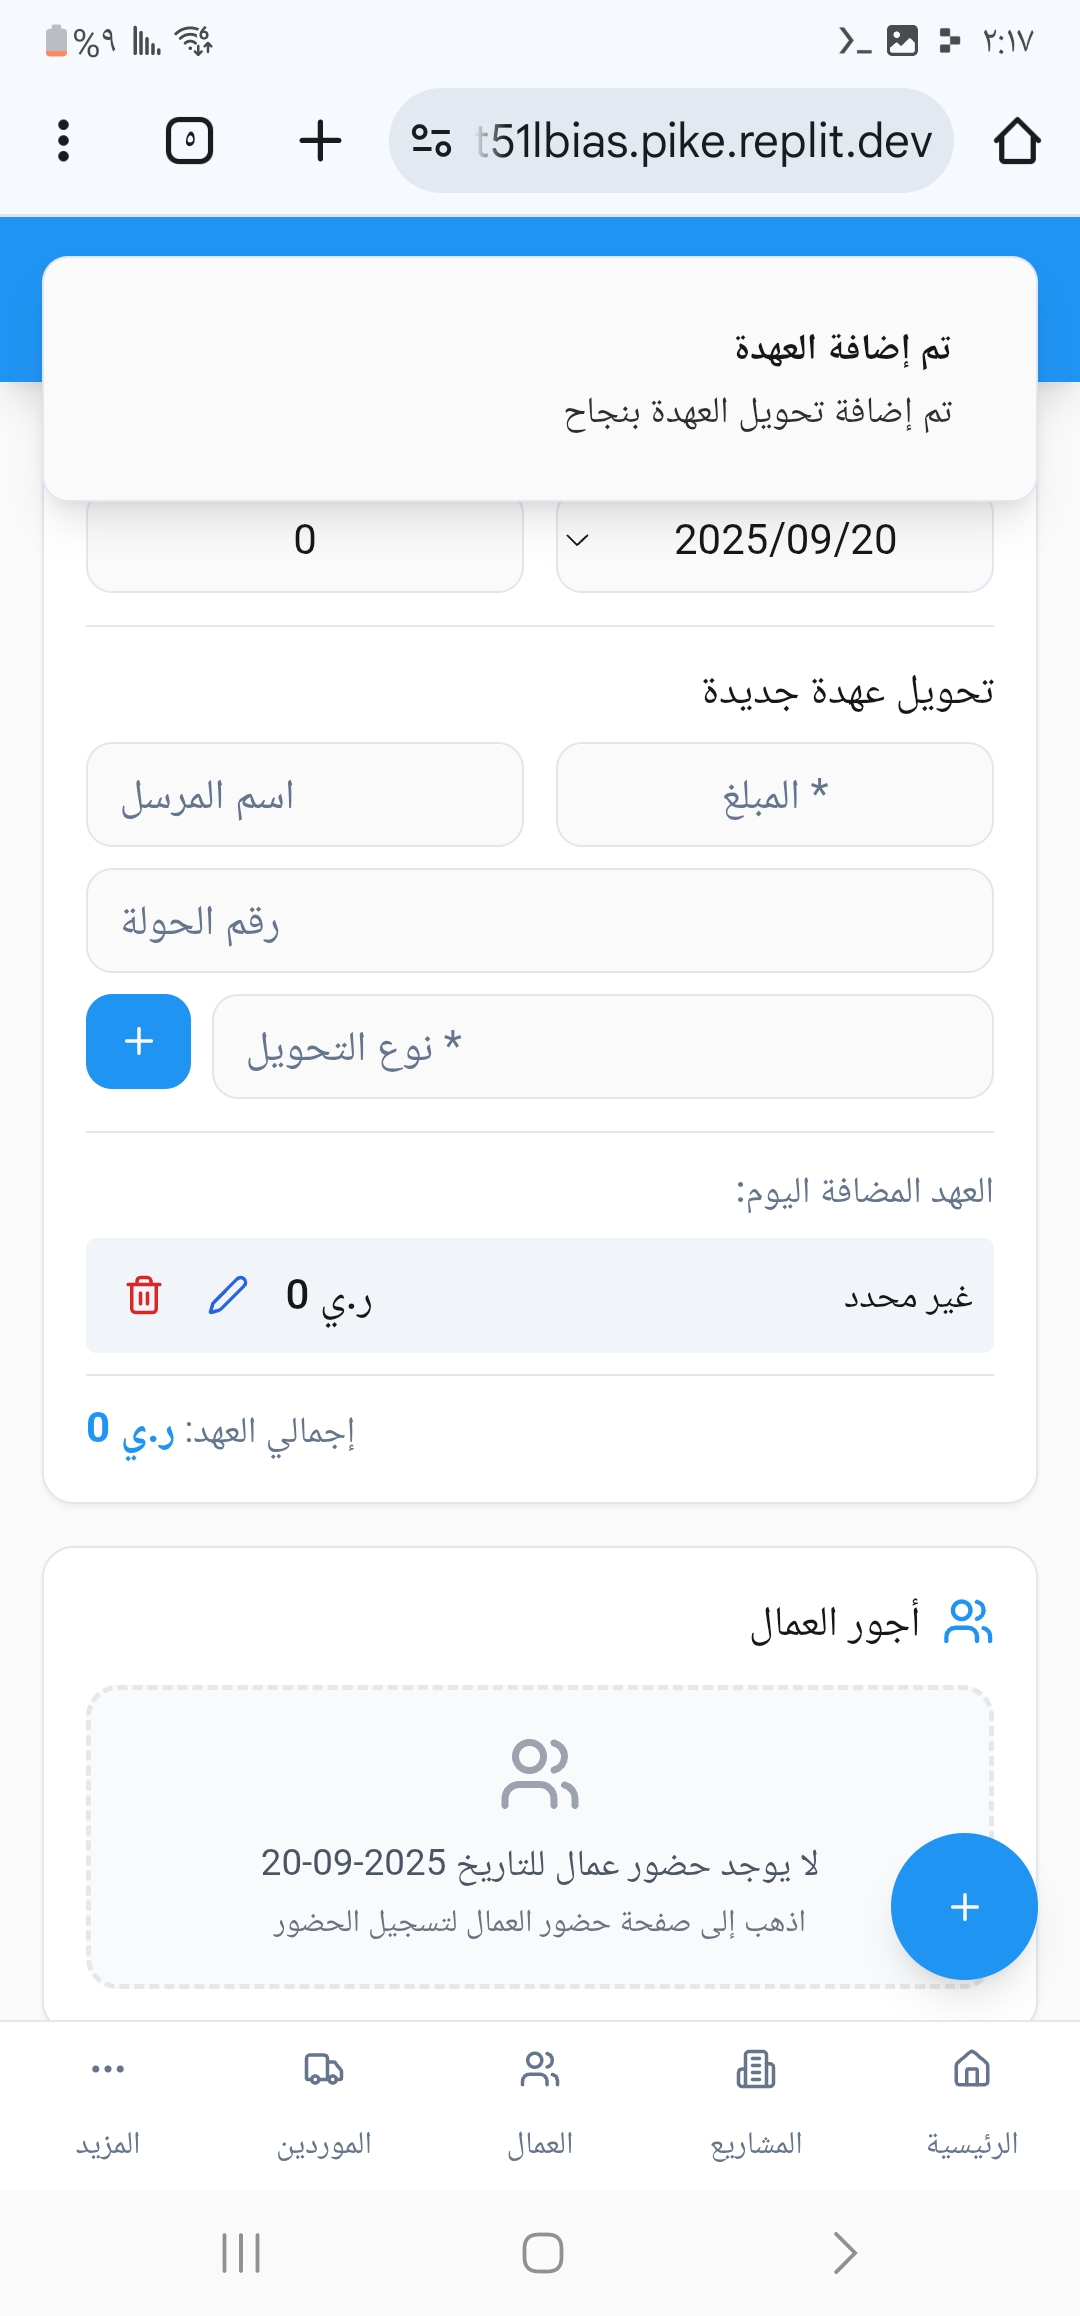 ٢:١٧
%٩
6
t51lbias.pike.replit.dev
٥
تم إضافة العهدة
تم إضافة تحويل العهدة بنجاح
2025/09/20
0
تحويل عهدة جديدة
المبلغ *
اسم المرسل
رقم الحولة
نوع التحويل *
العهد المضافة اليوم:
غير محدد
0 ر.ي
إجمالي العهد: 0 ر.ي
أجور العمال
لا يوجد حضور عمال للتاريخ 2025-09-20
اذهب إلى صفحة حضور العمال لتسجيل الحضور
الرئيسية
المشاريع
العمال
الموردين
المزيد